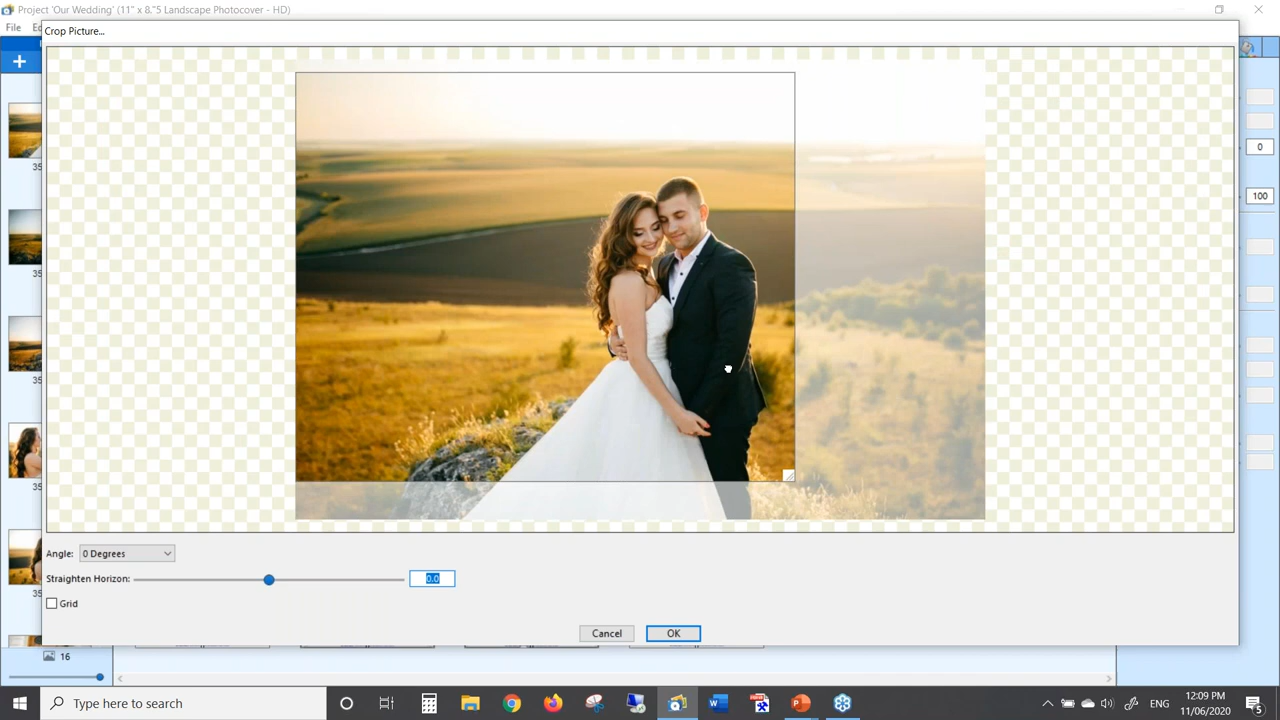 Project 'Our Wedding' (11" x 8."5 Landscape Photocover - HD)
File
Crop Picture...
0
100
35
35
35
35
35
Angle: 0 Degrees
Straighten Horizon: 0.0
Grid
Cancel OK
16
Type here to search
ENG
12:09 PM
11/06/2020
5